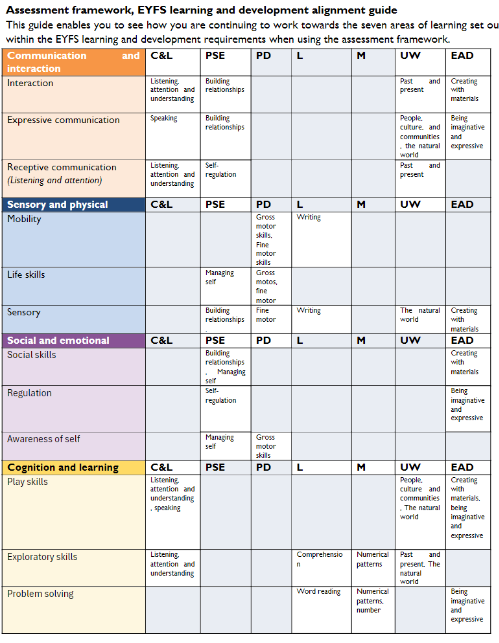 Assessment framework, EYFS learning and development alignment guide
This guide enables you to see how you are continuing to work towards the seven areas of learning set ou
within the EYFS learning and development requirements when using the assessment framework.
Communication and interaction C&L PSE PD L M UW EAD
Interaction Listening, attention and understanding Building relationships Past and present Creating with materials
Expressive communication Speaking Building relationships People, culture, and communities , the natural world Being imaginative and expressive
Receptive communication (Listening and attention) Listening, attention and understanding Self-regulation Past and present
Sensory and physical C&L PSE PD L M UW EAD
Mobility Gross motor skills, Fine motor skills Writing
Life skills Managing self Gross motos, fine motor
Sensory Building relationships . Fine motor Writing The natural world Creating with materials
Social and emotional C&L PSE PD L M UW EAD
Social skills Building relationships , Managing self Creating with materials
Regulation Self-regulation Being imaginative and expressive
Awareness of self Managing self Gross motor skills
Cognition and learning C&L PSE PD L M UW EAD
Play skills Listening, attention and understanding , speaking People, culture and communities . The natural world Creating with materials, being imaginative and expressive
Exploratory skills Listening, attention and understanding Comprehensio n Numerical patterns Past and present, The natural world
Problem solving Word reading Numerical patterns, number Being imaginative and expressive